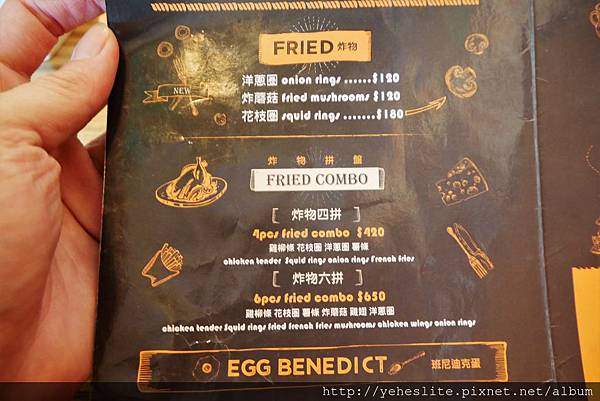 FRIED 炸物
洋蔥圈 onion rings ......$120
炸蘑菇 fried mushrooms $120
NEW
花枝圈 squid rings .......$180
炸物拼盤
FRIED COMBO
[ 炸物四拼 ]
4pcs fried combo $420
雞柳條 花枝圈 洋蔥圈 薯條
chicken tender Squid rings onion rings French fries
[ 炸物六拼 ]
6pcs fried combo $650
雞柳條 花枝圈 薯條 炸蘑菇 雞翅 洋蔥圈
chicken tender Squid rings fried french fries mushrooms chicken wings onion rings
EGG BENEDICT 班尼迪克蛋
http://yeheslite.pixnet.net/album